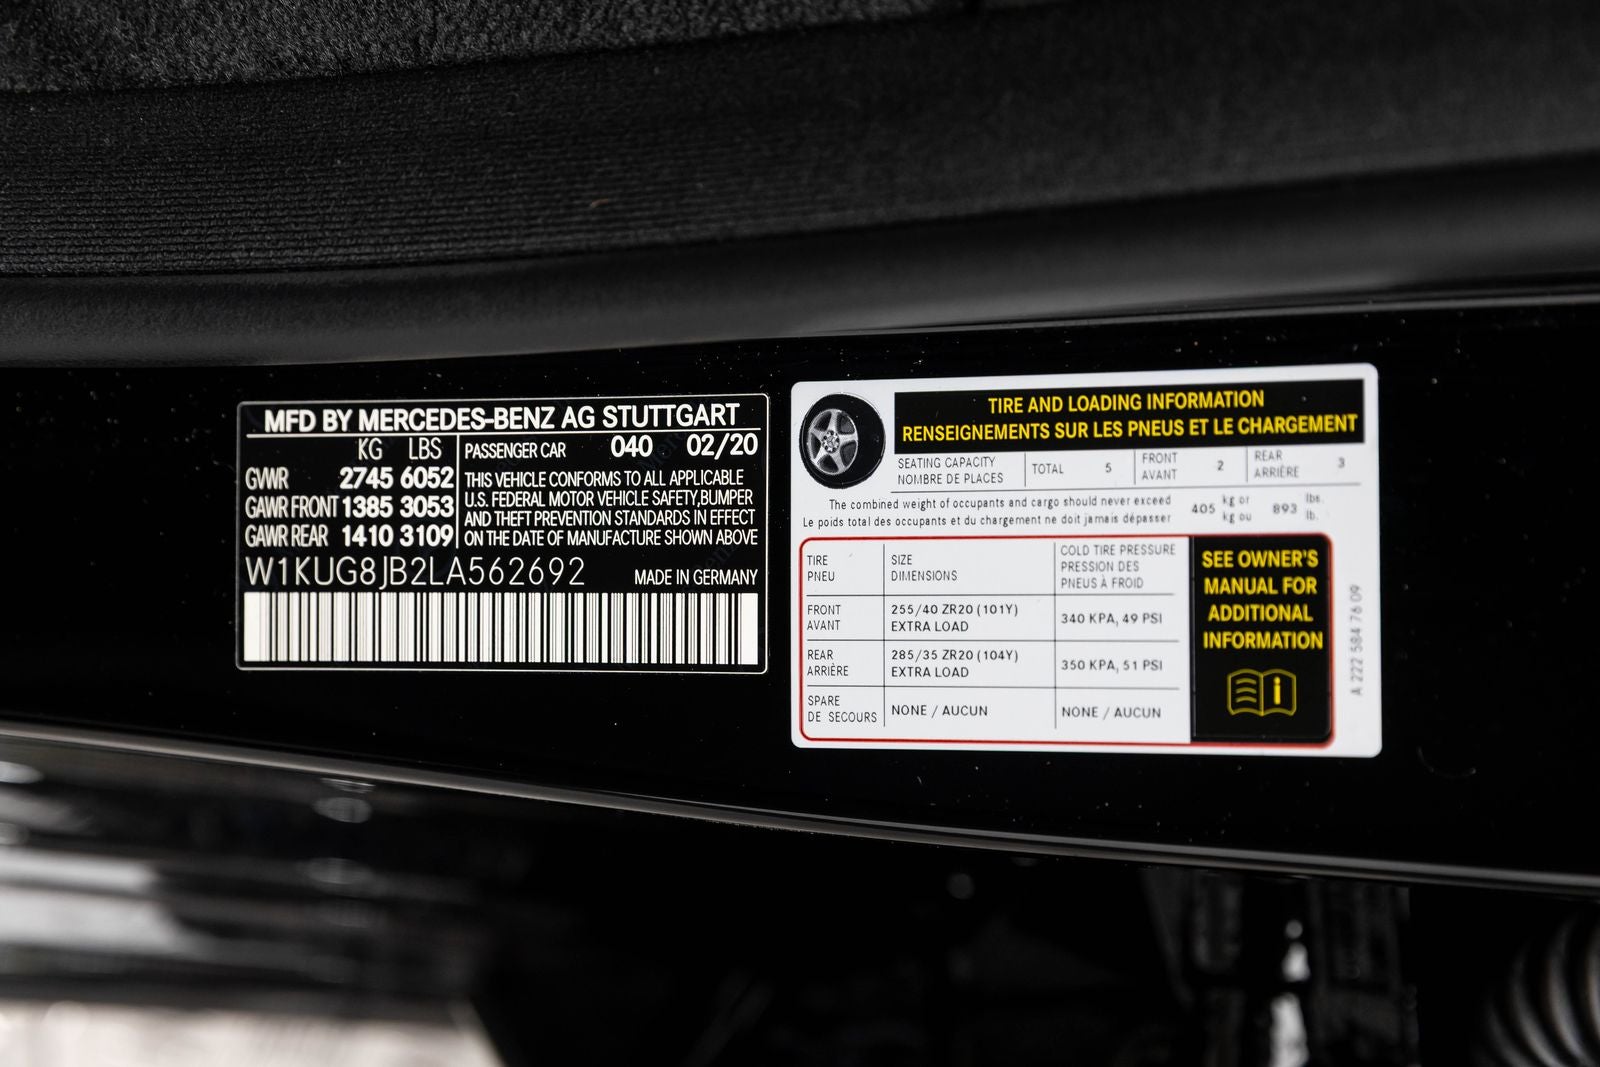 MFD BY MERCEDES-BENZ AG STUTTGART
KG LBS
GVWR 2745 6052
GAWR FRONT 1385 3053
GAWR REAR 1410 3109
PASSENGER CAR 040 02/20
THIS VEHICLE CONFORMS TO ALL APPLICABLE
U.S. FEDERAL MOTOR VEHICLE SAFETY, BUMPER
AND THEFT PREVENTION STANDARDS IN EFFECT
ON THE DATE OF MANUFACTURE SHOWN ABOVE
W1KUG8JB2LA562692 MADE IN GERMANY
TIRE AND LOADING INFORMATION
RENSEIGNEMENTS SUR LES PNEUS ET LE CHARGEMENT
SEATING CAPACITY
NOMBRE DE PLACES
TOTAL 5
FRONT
AVANT
2
REAR
ARRIÈRE
3
The combined weight of occupants and cargo should never exceed
Le poids total des occupants et du chargement ne doit jamais dépasser
405
kg or
kg ou
893
lbs.
lb.
TIRE
PNEU
SIZE
DIMENSIONS
COLD TIRE PRESSURE
PRESSION DES
PNEUS À FROID
FRONT
AVANT
255/40 ZR20 (101Y)
EXTRA LOAD
340 KPA, 49 PSI
REAR
ARRIÈRE
285/35 ZR20 (104Y)
EXTRA LOAD
350 KPA, 51 PSI
SPARE
DE SECOURS
NONE / AUCUN
NONE / AUCUN
SEE OWNER'S
MANUAL FOR
ADDITIONAL
INFORMATION
A 222 584 76 09